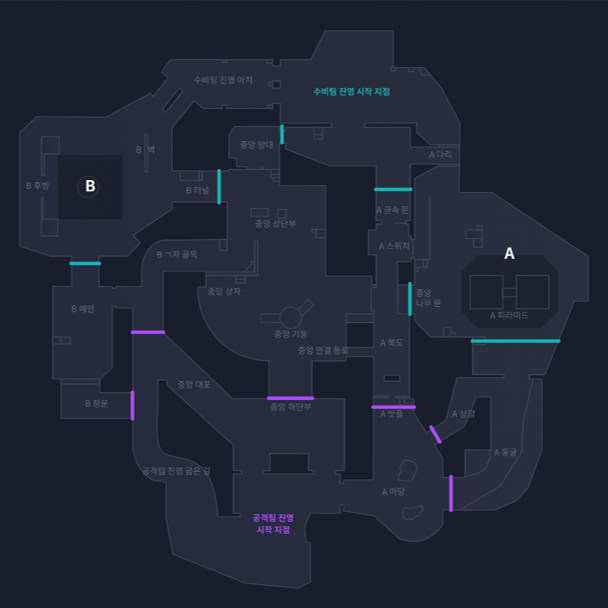 수비팀 진영 아치
수비팀 진영 시작 지점
중앙 망대
B 벽
A 다리
B 후방
B
B 터널
A 금속 문
중앙 상단부
A 스위치
A
B ㄱ자 골목
중앙 상자
중앙
나무 문
B 메인
A 피라미드
중앙 기둥
A 복도
중앙 연결 통로
중앙 대포
B 창문
중앙 하단부
A 밧줄
A 상점
A 동굴
공격팀 진영 굽은 길
A 마당
공격팀 진영
시작 지점